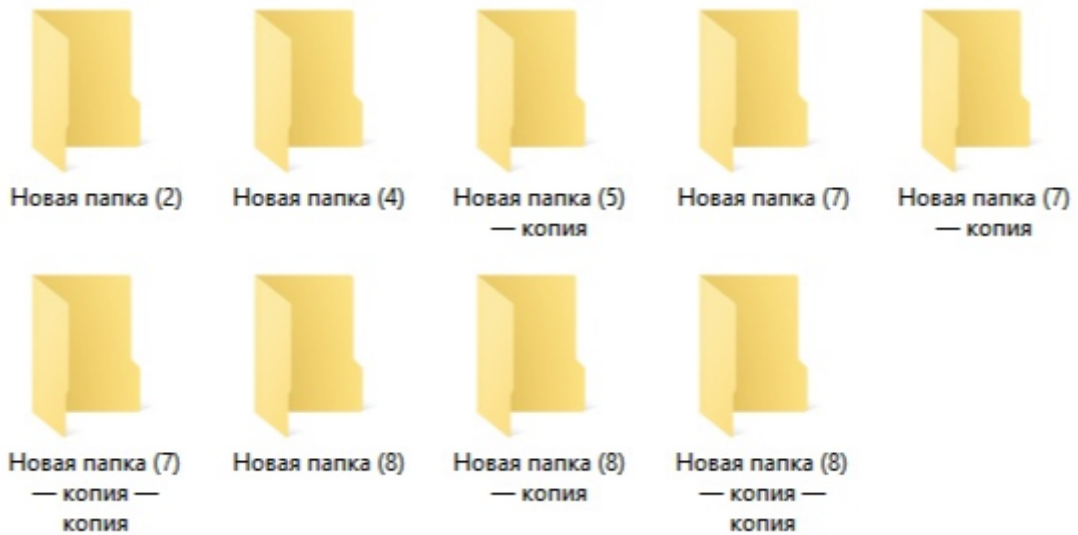 Новая папка (2)
Новая папка (4)
Новая папка (5)
— копия
Новая папка (7)
Новая папка (7)
— копия
Новая папка (7)
— копия —
копия
Новая папка (8)
Новая папка (8)
— копия
Новая папка (8)
— копия —
копия